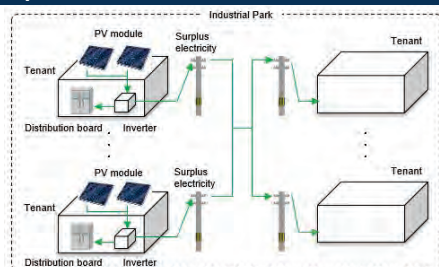 Industrial Park
PV module
Surplus
electricity
Tenant
Tenant
Distribution board
Inverter
PV module
Surplus
electricity
Tenant
Tenant
Distribution board
Inverter